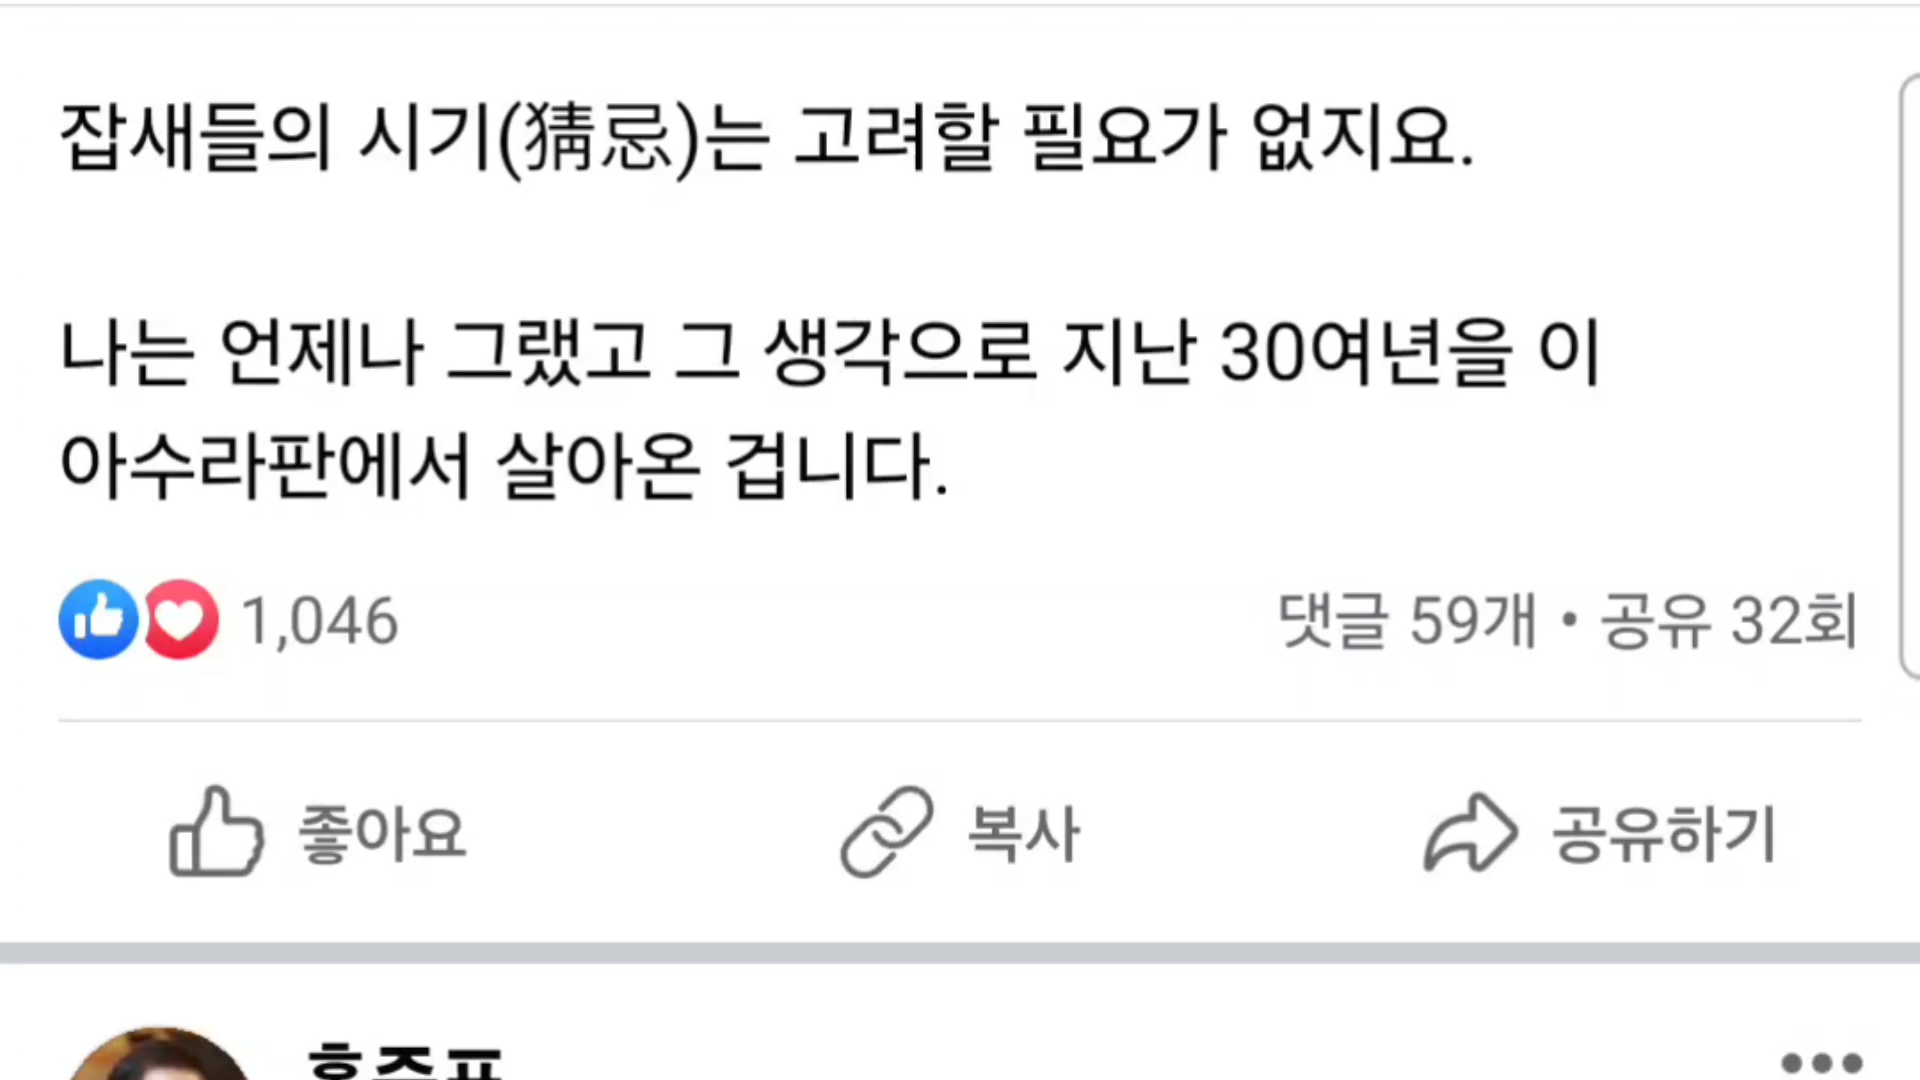 잡새들의 시기(猜忌)는 고려할 필요가 없지요.
나는 언제나 그랬고 그 생각으로 지난 30여년을 이
아수라판에서 살아온 겁니다.
1,046
댓글 59개 • 공유 32회
좋아요
복사
공유하기
홍준표